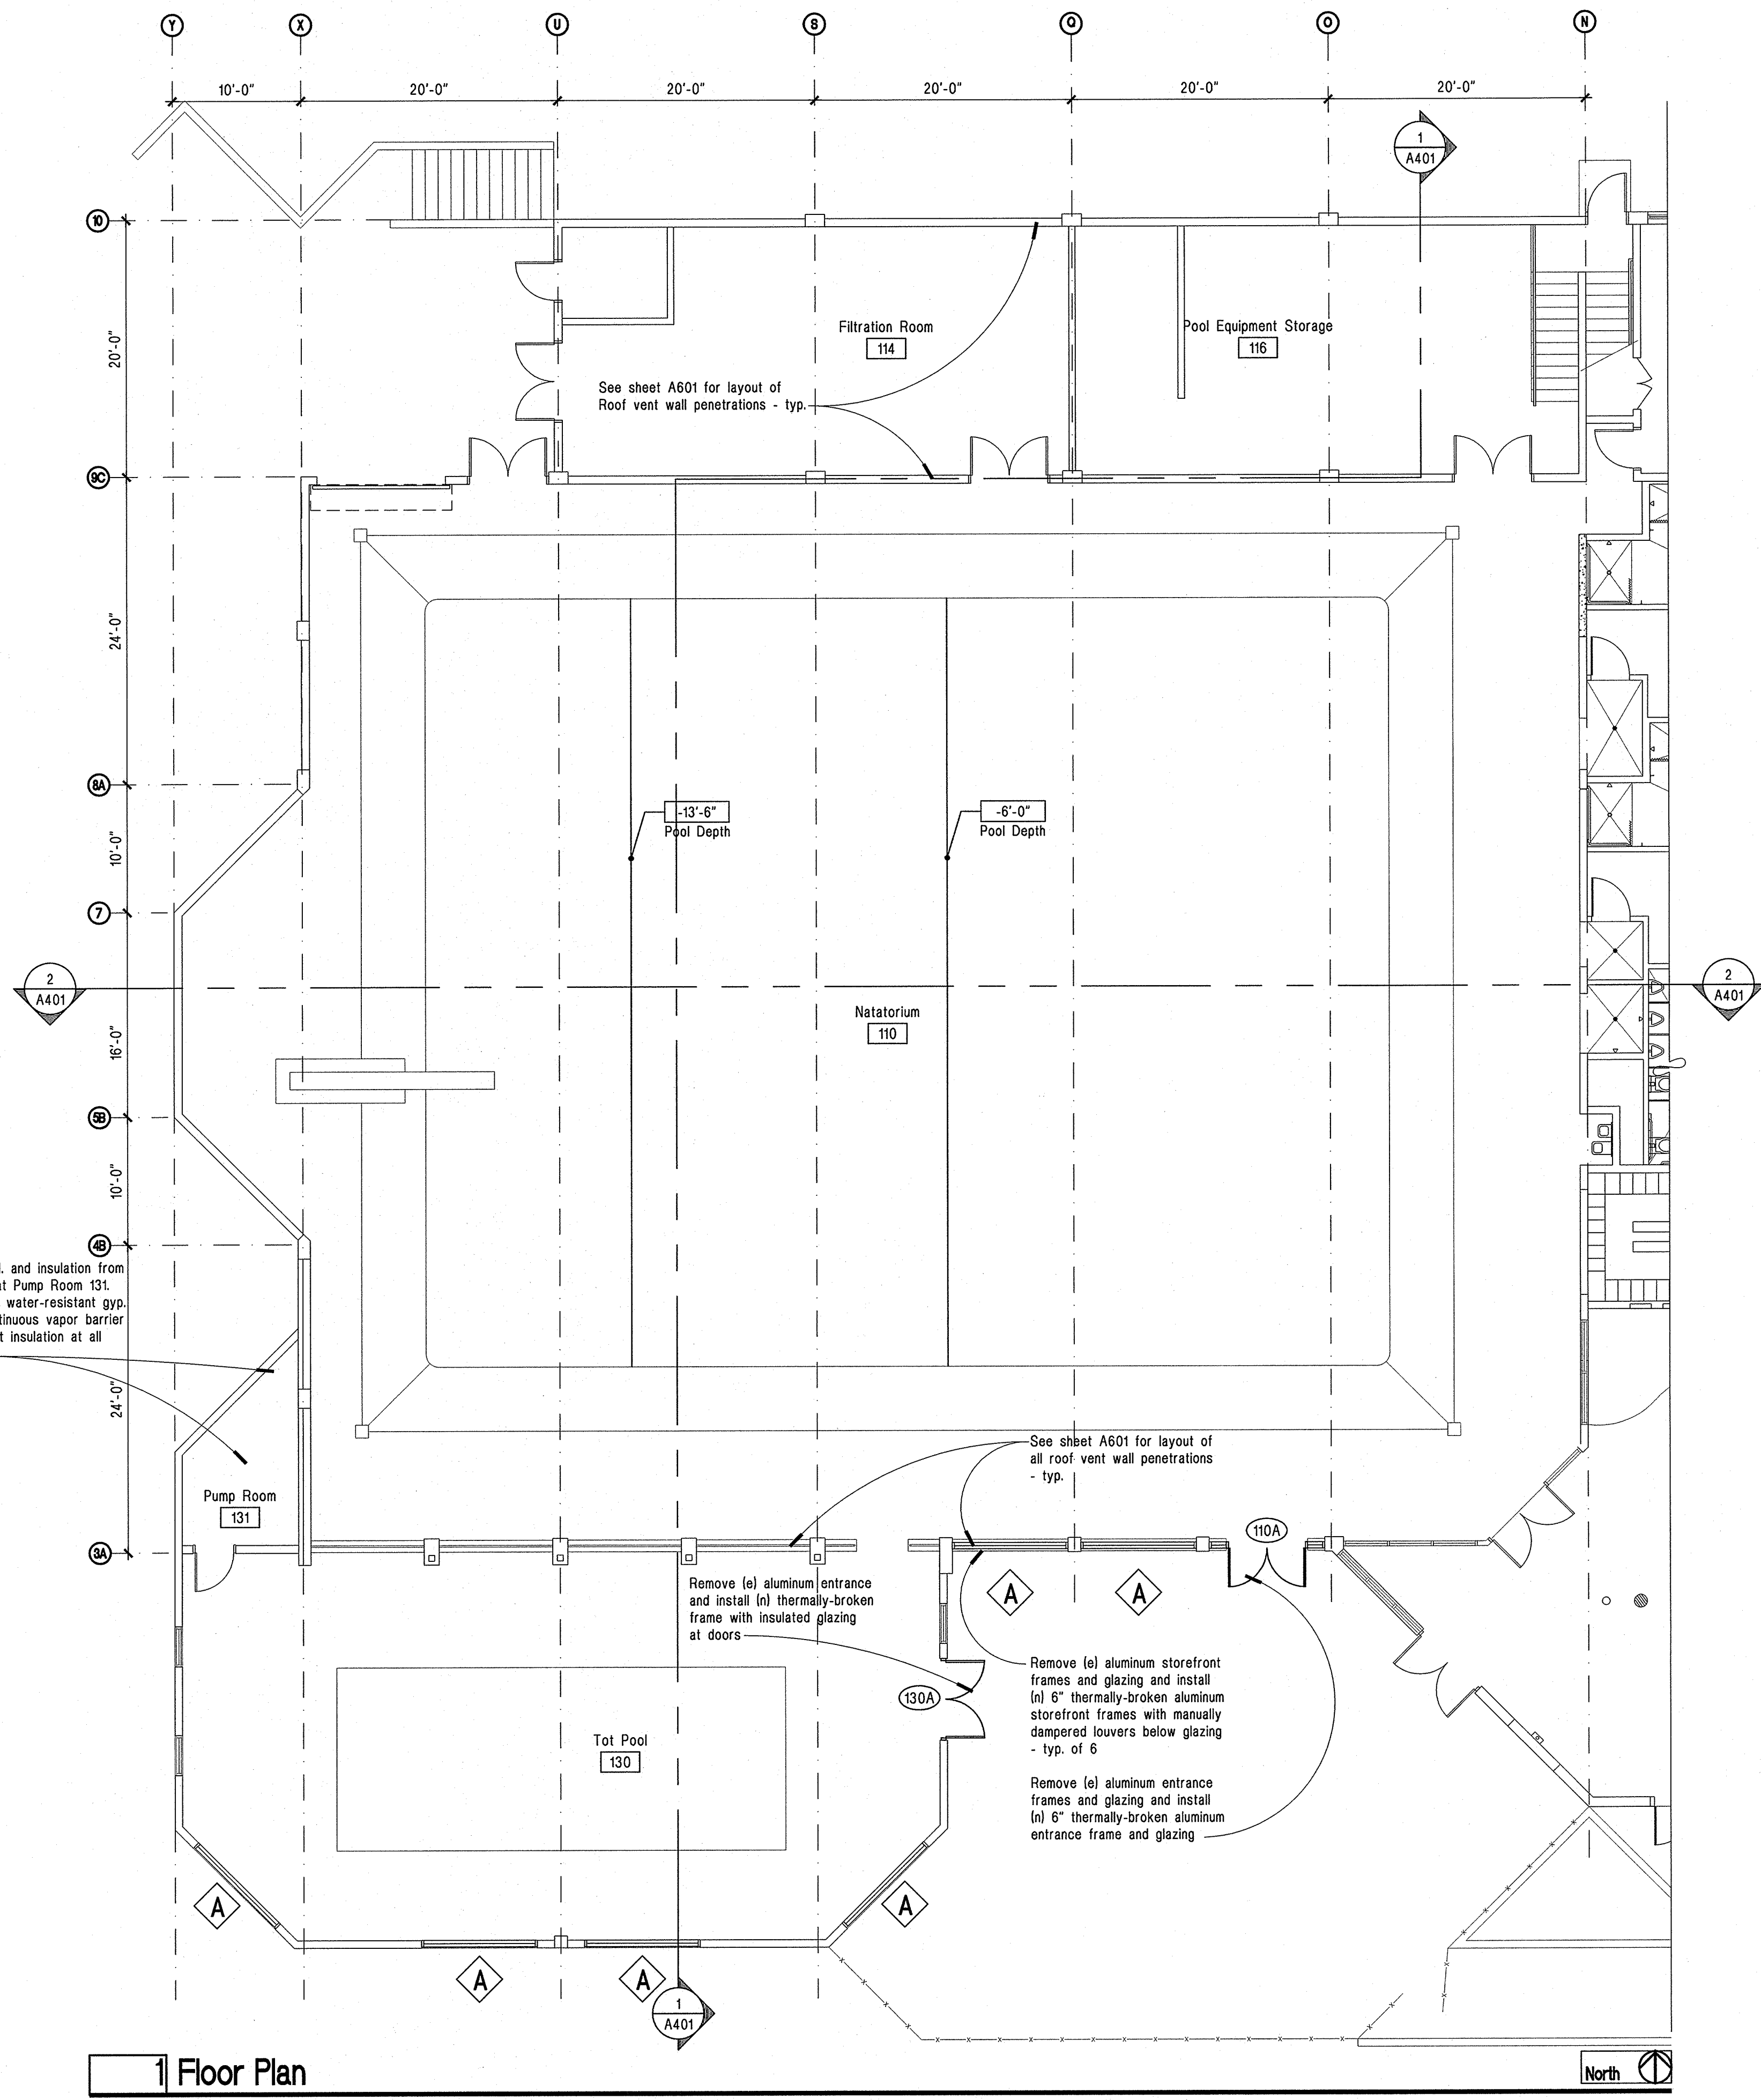 Y X U S Q O N
10'-0" 20'-0" 20'-0" 20'-0" 20'-0" 20'-0"
1
A401
10
20'-0"
Filtration Room
114
Pool Equipment Storage
116
See sheet A601 for layout of
Roof vent wall penetrations - typ.
9C
24'-0"
8A
-13'-6"
Pool Depth
-6'-0"
Pool Depth
10'-0"
7
2
A401
2
A401
Natatorium
110
16'-0"
5B
10'-0"
4B
. and insulation from
at Pump Room 131.
water-resistant gyp.
tinuous vapor barrier
t insulation at all
24'-0"
See sheet A601 for layout of
all roof vent wall penetrations
- typ.
Pump Room
131
110A
3A
Remove (e) aluminum entrance
and install (n) thermally-broken
frame with insulated glazing
at doors
A A
Remove (e) aluminum storefront
frames and glazing and install
(n) 6" thermally-broken aluminum
storefront frames with manually
dampered louvers below glazing
- typ. of 6
130A
Tot Pool
130
Remove (e) aluminum entrance
frames and glazing and install
(n) 6" thermally-broken aluminum
entrance frame and glazing
A A
A A
1
A401
1 Floor Plan
North